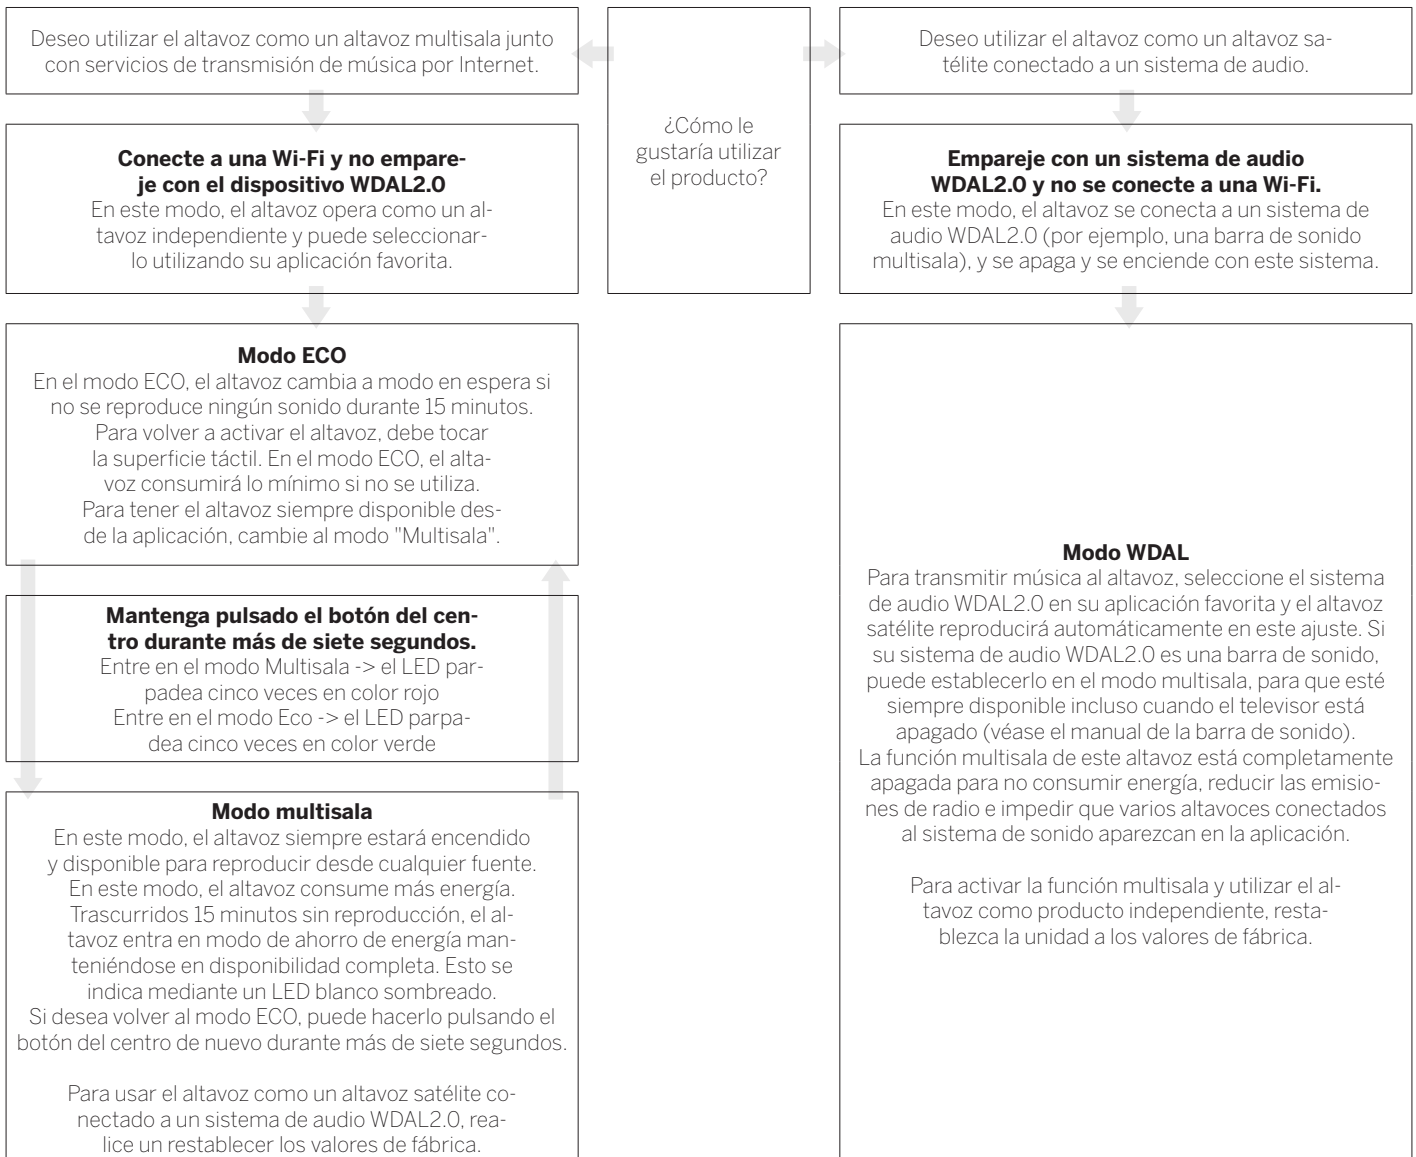 Deseo utilizar el altavoz como un altavoz multisala junto
con servicios de transmisión de música por Internet.
¿Cómo le
gustaría utilizar
el producto?
Deseo utilizar el altavoz como un altavoz sa-
télite conectado a un sistema de audio.
Conecte a una Wi-Fi y no empare-
je con el dispositivo WDAL2.0
En este modo, el altavoz opera como un al-
tavoz independiente y puede seleccionar-
lo utilizando su aplicación favorita.
Empareje con un sistema de audio
WDAL2.0 y no se conecte a una Wi-Fi.
En este modo, el altavoz se conecta a un sistema de
audio WDAL2.0 (por ejemplo, una barra de sonido
multisala), y se apaga y se enciende con este sistema.
Modo ECO
En el modo ECO, el altavoz cambia a modo en espera si
no se reproduce ningún sonido durante 15 minutos.
Para volver a activar el altavoz, debe tocar
la superficie táctil. En el modo ECO, el alta-
voz consumirá lo mínimo si no se utiliza.
Para tener el altavoz siempre disponible des-
de la aplicación, cambie al modo "Multisala".
Mantenga pulsado el botón del cen-
tro durante más de siete segundos.
Entre en el modo Multisala -> el LED par-
padea cinco veces en color rojo
Entre en el modo Eco -> el LED parpa-
dea cinco veces en color verde
Modo multisala
En este modo, el altavoz siempre estará encendido
y disponible para reproducir desde cualquier fuente.
En este modo, el altavoz consume más energía.
Trascurridos 15 minutos sin reproducción, el al-
tavoz entra en modo de ahorro de energía man-
teniéndose en disponibilidad completa. Esto se
indica mediante un LED blanco sombreado.
Si desea volver al modo ECO, puede hacerlo pulsando el
botón del centro de nuevo durante más de siete segundos.
Para usar el altavoz como un altavoz satélite co-
nectado a un sistema de audio WDAL2.0, rea-
lice un restablecer los valores de fábrica.
Modo WDAL
Para transmitir música al altavoz, seleccione el sistema
de audio WDAL2.0 en su aplicación favorita y el altavoz
satélite reproducirá automáticamente en este ajuste. Si
su sistema de audio WDAL2.0 es una barra de sonido,
puede establecerlo en el modo multisala, para que esté
siempre disponible incluso cuando el televisor está
apagado (véase el manual de la barra de sonido).
La función multisala de este altavoz está completamente
apagada para no consumir energía, reducir las emisio-
nes de radio e impedir que varios altavoces conectados
al sistema de sonido aparezcan en la aplicación.
Para activar la función multisala y utilizar el al-
tavoz como producto independiente, resta-
blezca la unidad a los valores de fábrica.